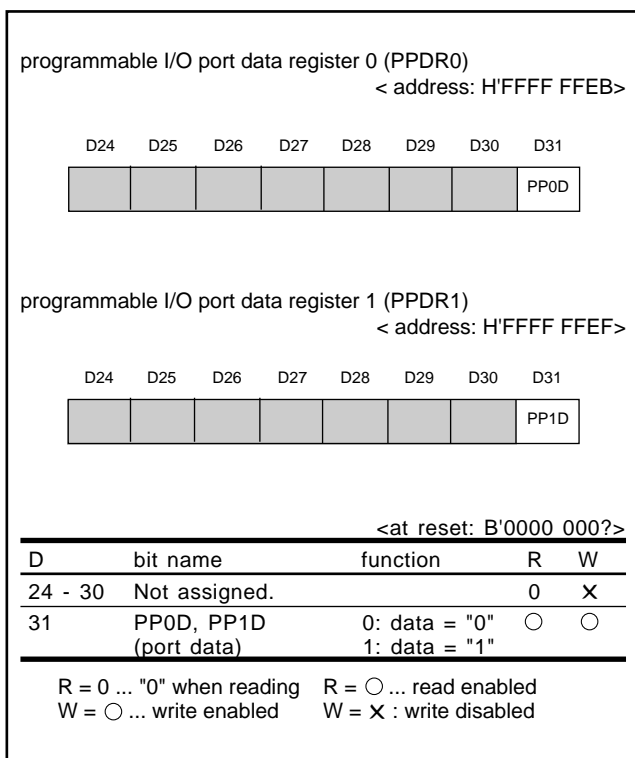 programmable I/O port data register 0 (PPDR0)
< address: H'FFFF FFEB>
D24 D25 D26 D27 D28 D29 D30 D31
PP0D
programmable I/O port data register 1 (PPDR1)
< address: H'FFFF FFEF>
D24 D25 D26 D27 D28 D29 D30 D31
PP1D
<at reset: B'0000 000?>
D bit name function R W
24 - 30 Not assigned. 0 ×
31 PP0D, PP1D 0: data = "0" ○ ○
(port data) 1: data = "1"
R = 0 ... "0" when reading R = ○ ... read enabled
W = ○ ... write enabled W = × : write disabled